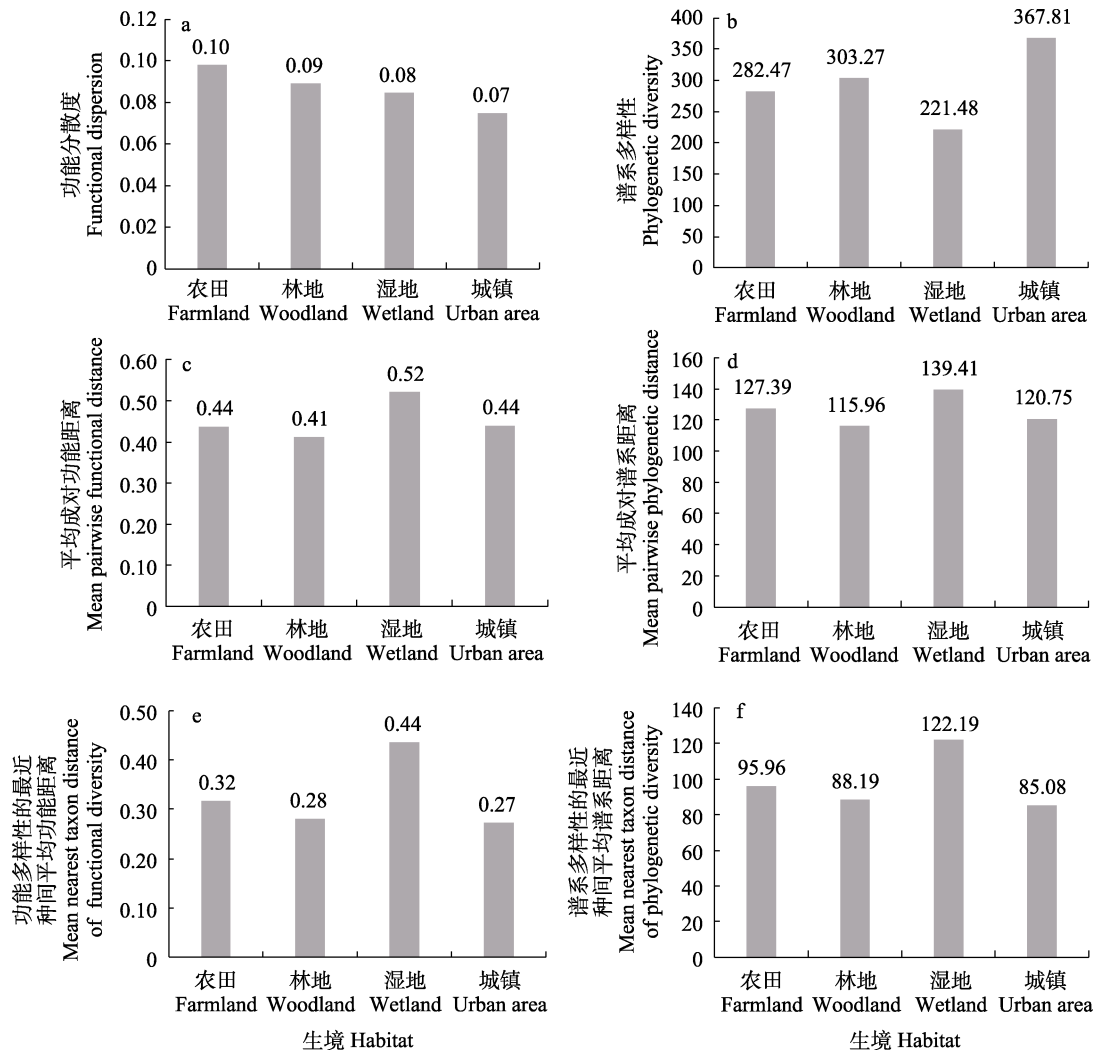 a
功能分散度
Functional dispersion
0.12
0.10
0.08
0.06
0.04
0.02
0
0.10
0.09
0.08
0.07
农田 林地 湿地 城镇
Farmland Woodland Wetland Urban area
b
谱系多样性
Phylogenetic diversity
400
350
300
250
200
150
100
50
0
282.47
303.27
221.48
367.81
农田 林地 湿地 城镇
Farmland Woodland Wetland Urban area
c
平均成对功能距离
Mean pairwise functional distance
0.60
0.50
0.40
0.30
0.20
0.10
0
0.44
0.41
0.52
0.44
农田 林地 湿地 城镇
Farmland Woodland Wetland Urban area
d
平均成对谱系距离
Mean pairwise phylogenetic distance
160
140
120
100
80
60
40
20
0
127.39
115.96
139.41
120.75
农田 林地 湿地 城镇
Farmland Woodland Wetland Urban area
e
功能多样性的最近
种间平均功能距离
Mean nearest taxon distance
of functional diversity
0.50
0.40
0.30
0.20
0.10
0
0.32
0.28
0.44
0.27
农田 林地 湿地 城镇
Farmland Woodland Wetland Urban area
生境 Habitat
f
谱系多样性的最近
种间平均谱系距离
Mean nearest taxon distance
of phylogenetic diversity
140
120
100
80
60
40
20
0
95.96
88.19
122.19
85.08
农田 林地 湿地 城镇
Farmland Woodland Wetland Urban area
生境 Habitat